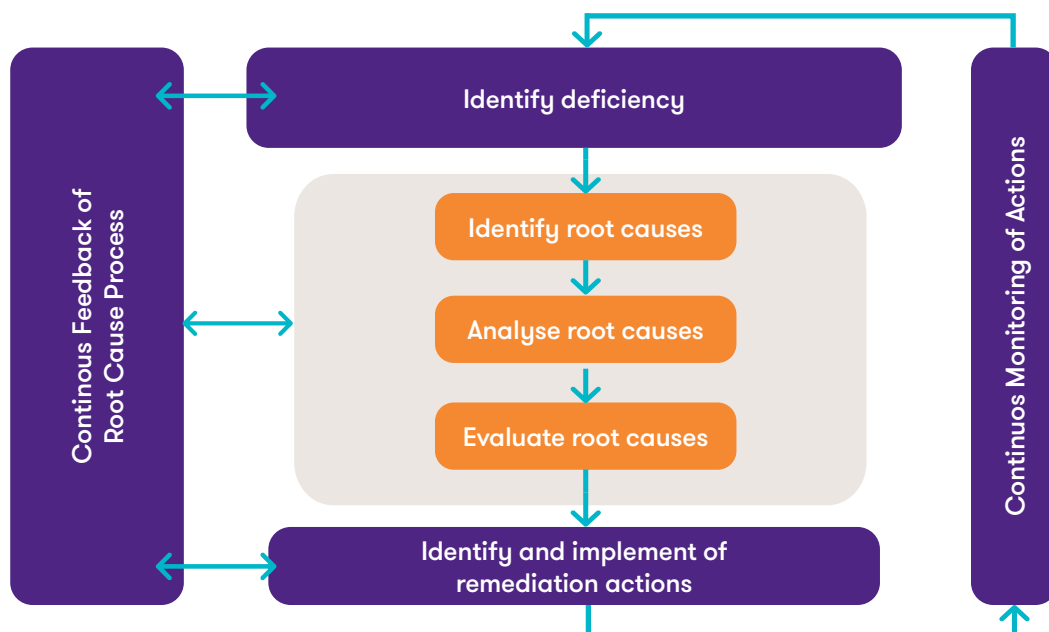 Identify deficiency
Continous Feedback of
Root Cause Process
Identify root causes
Analyse root causes
Evaluate root causes
Identify and implement of
remediation actions
Continuos Monitoring of Actions